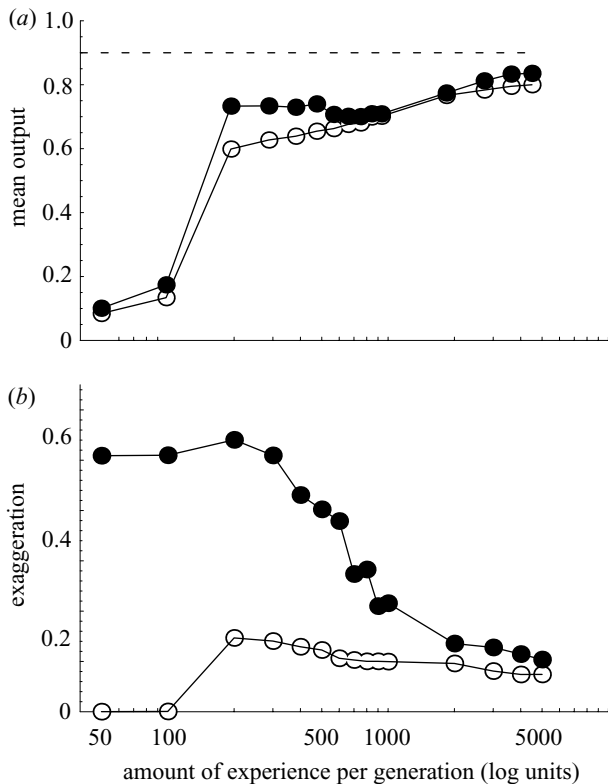 (a)
1.0
0.8
0.6
0.4
0.2
0
mean output
(b)
0.6
0.4
0.2
0
exaggeration
50 100 500 1000 5000
amount of experience per generation (log units)